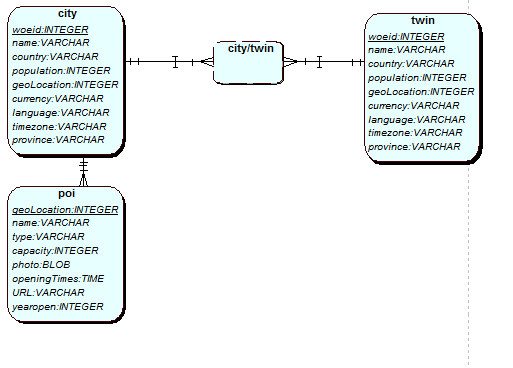 city
woeid:INTEGER
name:VARCHAR
country:VARCHAR
population:INTEGER
geoLocation:INTEGER
currency:VARCHAR
language:VARCHAR
timezone:VARCHAR
province:VARCHAR
city/twin
twin
woeid:INTEGER
name:VARCHAR
country:VARCHAR
population:INTEGER
geoLocation:INTEGER
currency:VARCHAR
language:VARCHAR
timezone:VARCHAR
province:VARCHAR
poi
geoLocation:INTEGER
name:VARCHAR
type:VARCHAR
capacity:INTEGER
photo:BLOB
openingTimes:TIME
URL:VARCHAR
yearopen:INTEGER